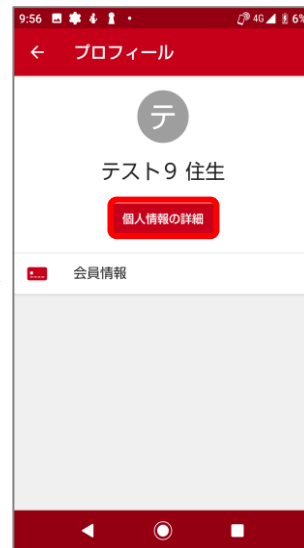 9:56 4G 6%
プロフィール
テ
テスト９ 住生
個人情報の詳細
会員情報